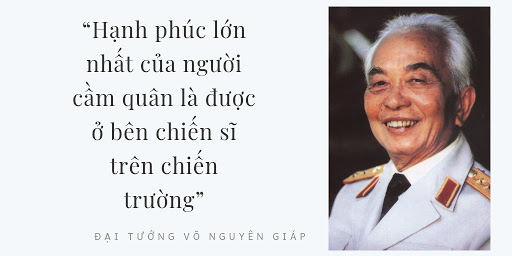 “Hạnh phúc lớn
nhất của người
cầm quân là được
ở bên chiến sĩ
trên chiến
trường”
ĐẠI TƯỚNG VÕ NGUYÊN GIÁP